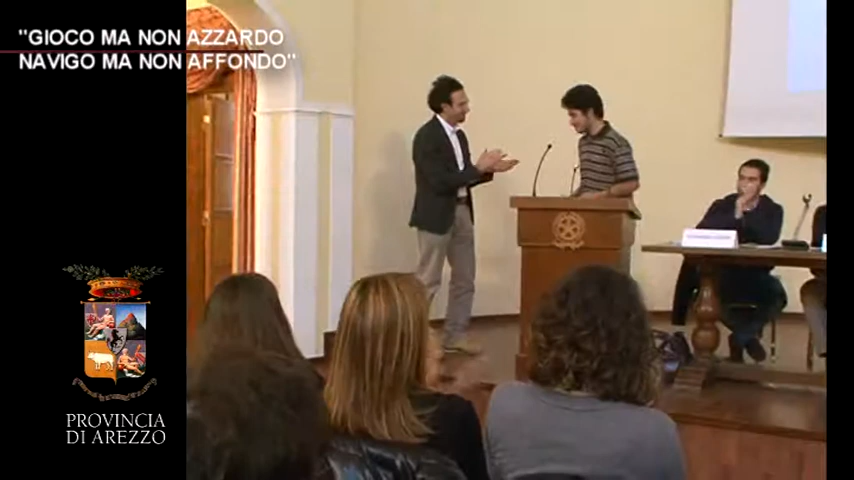 "GIOCO MA NON AZZARDO
NAVIGO MA NON AFFONDO"
PROVINCIA
DI AREZZO